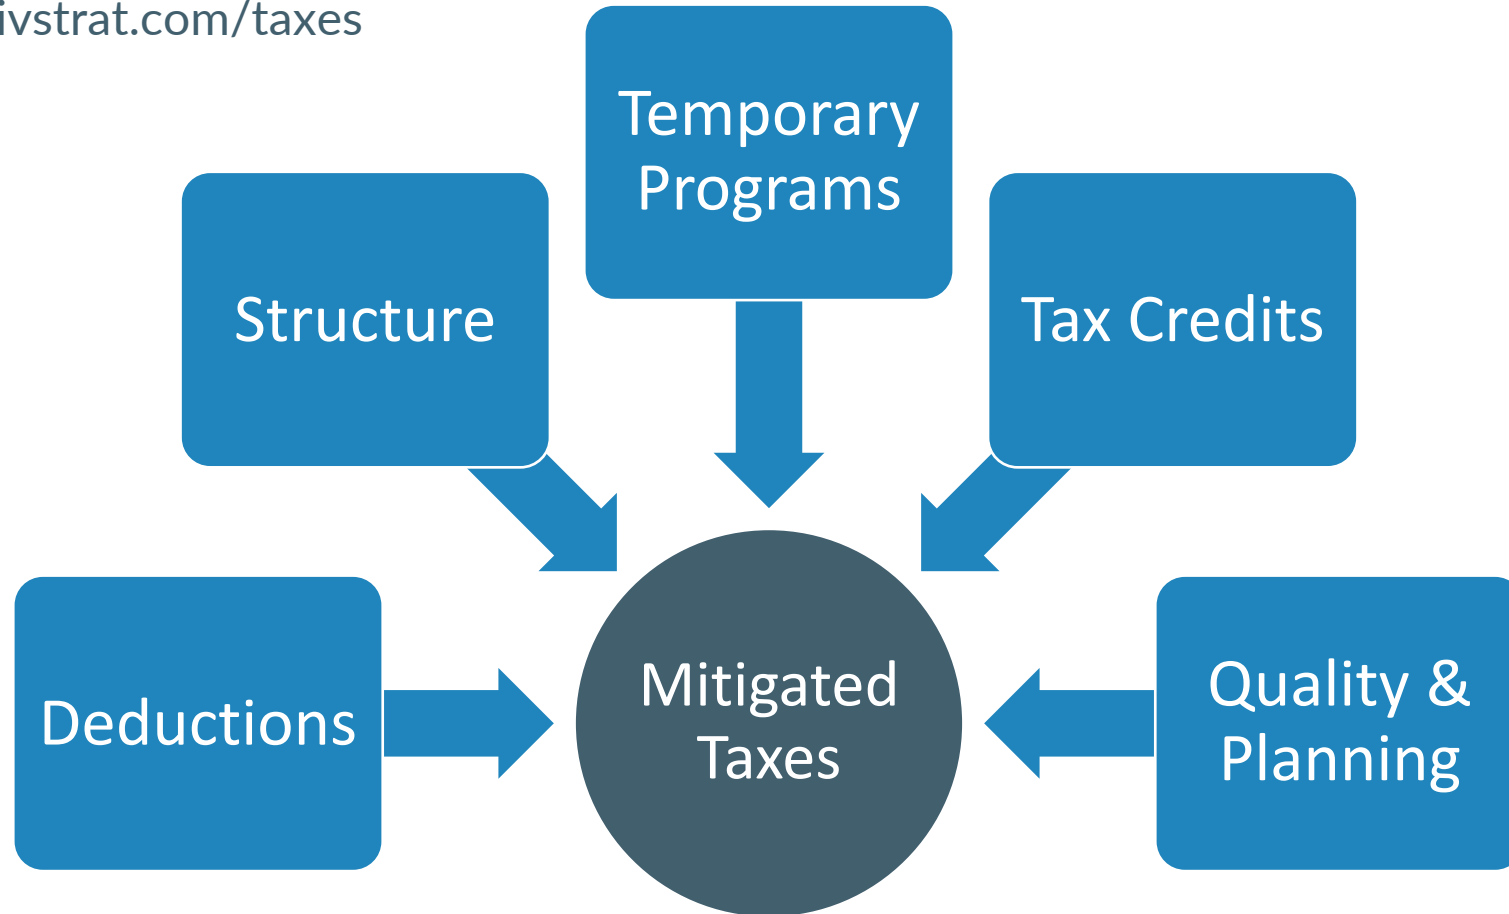 ivstrat.com/taxes
Temporary
Programs
Structure
Tax Credits
Deductions
Mitigated
Taxes
Quality &
Planning